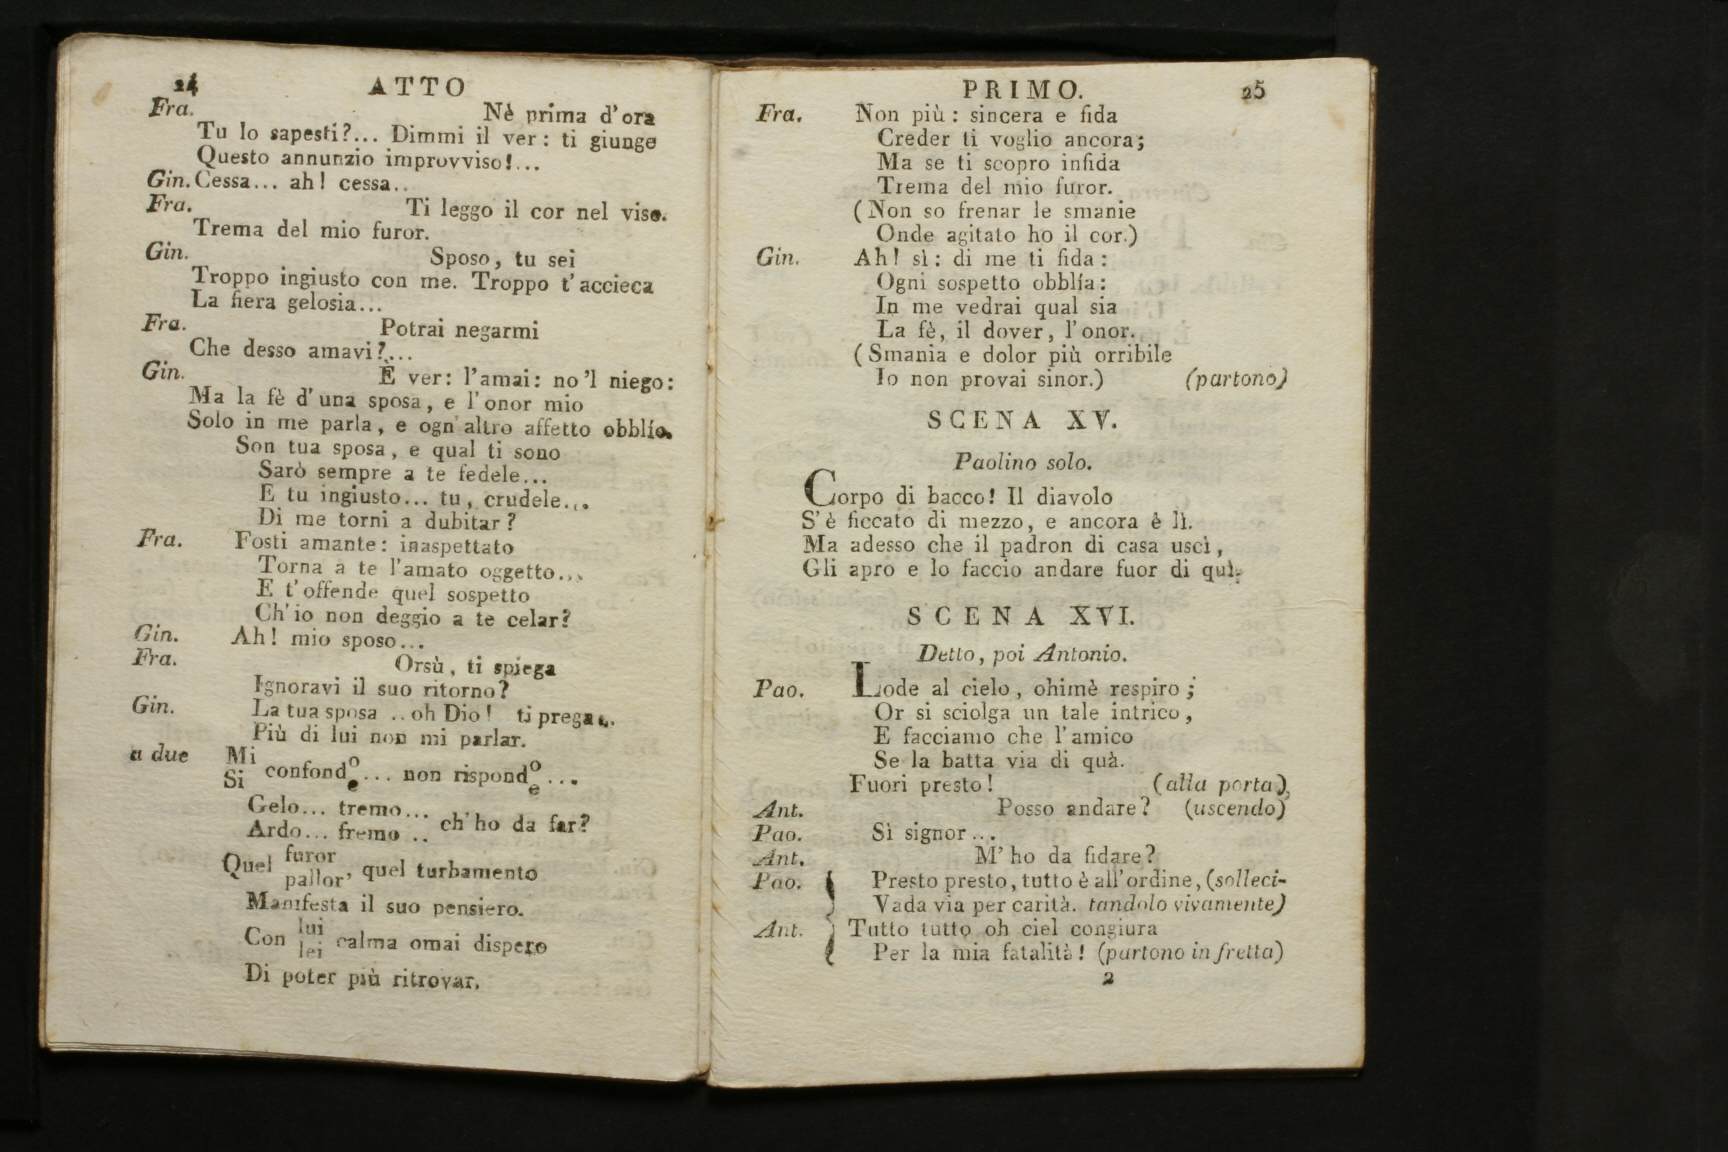 24 ATTO
Fra. Nè prima d'ora
Tu lo sapesti?... Dimmi il ver: ti giunge
Questo annunzio improvviso!...
Gin. Cessa... ah! cessa..
Fra. Ti leggo il cor nel viso.
Trema del mio furor.
Gin. Sposo, tu sei
Troppo ingiusto con me. Troppo t'accieca
La fiera gelosia...
Fra. Potrai negarmi
Che desso amavi?...
Gin. È ver: l'amai: no 'l niego:
Ma la fè d'una sposa, e l'onor mio
Solo in me parla, e ogn'altro affetto obblío.
Son tua sposa, e qual ti sono
Sarò sempre a te fedele...
E tu ingiusto... tu, crudele...
Di me torni a dubitar?
Fra. Fosti amante: inaspettato
Torna a te l'amato oggetto...
E t'offende quel sospetto
Ch'io non deggio a te celar?
Gin. Ah! mio sposo...
Fra. Orsù, ti spiega
Ignoravi il suo ritorno?
Gin. La tua sposa .. oh Dio! ti prega...
Più di lui non mi parlar.
a due Mi
Si confond o e ... non rispond o e ...
Gelo... tremo...
Ardo... fremo .. ch'ho da far?
Quel furor
pallor, quel turbamento
Manifesta il suo pensiero.
Con lui
lei calma omai dispero
Di poter più ritrovar.
PRIMO. 25
Fra. Non più: sincera e fida
Creder ti voglio ancora;
Ma se ti scopro infida
Trema del mio furor.
(Non so frenar le smanie
Onde agitato ho il cor.)
Gin. Ah! sì: di me ti fida:
Ogni sospetto obblía:
In me vedrai qual sia
La fè, il dover, l'onor.
(Smania e dolor più orribile
Io non provai sinor.) (partono)
SCENA XV.
Paolino solo.
Corpo di bacco! Il diavolo
S'è ficcato di mezzo, e ancora è lì.
Ma adesso che il padron di casa uscì,
Gli apro e lo faccio andare fuor di quì.
SCENA XVI.
Detto, poi Antonio.
Pao. Lode al cielo, ohimè respiro;
Or si sciolga un tale intrico,
E facciamo che l'amico
Se la batta via di quà.
Fuori presto! (alla porta)
Ant. Posso andare? (uscendo)
Pao. Sì signor...
Ant. M'ho da fidare?
Pao. Presto presto, tutto è all'ordine, (solleci-
Vada via per carità. tandolo vivamente)
Ant. Tutto tutto oh ciel congiura
Per la mia fatalità! (partono in fretta)
2